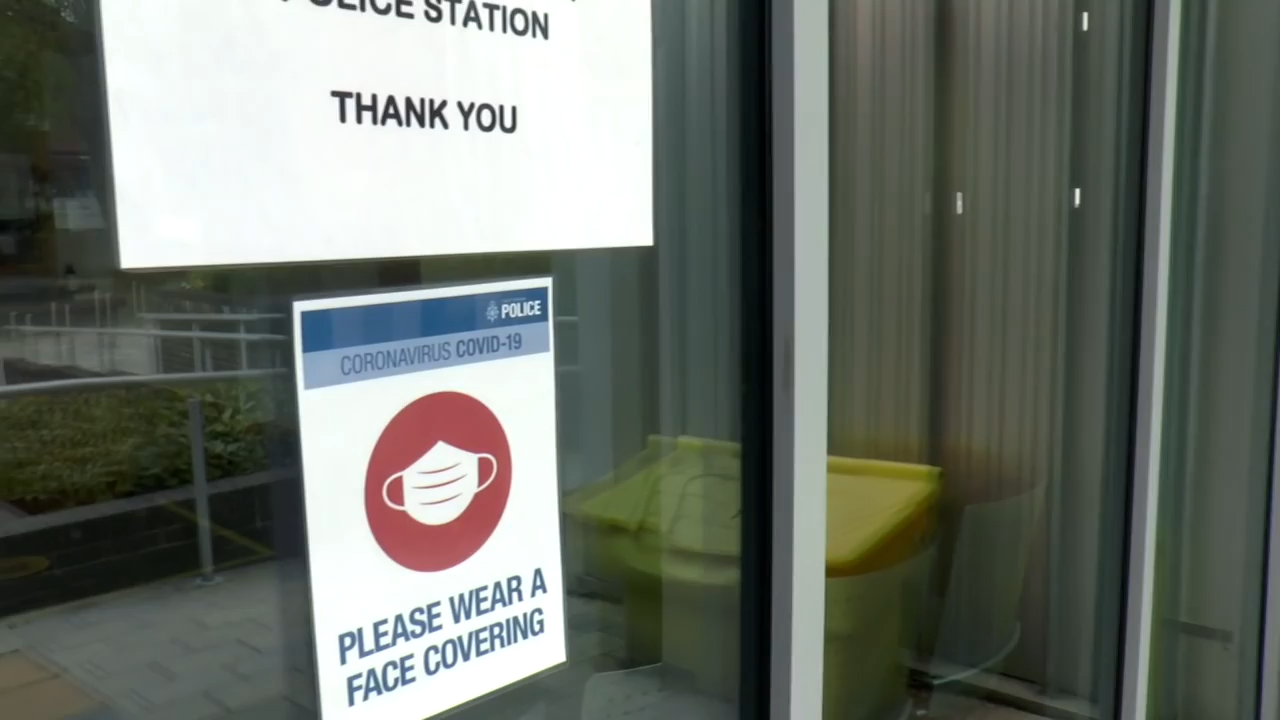 POLICE STATION
THANK YOU
POLICE
CORONAVIRUS COVID-19
PLEASE WEAR A
FACE COVERING